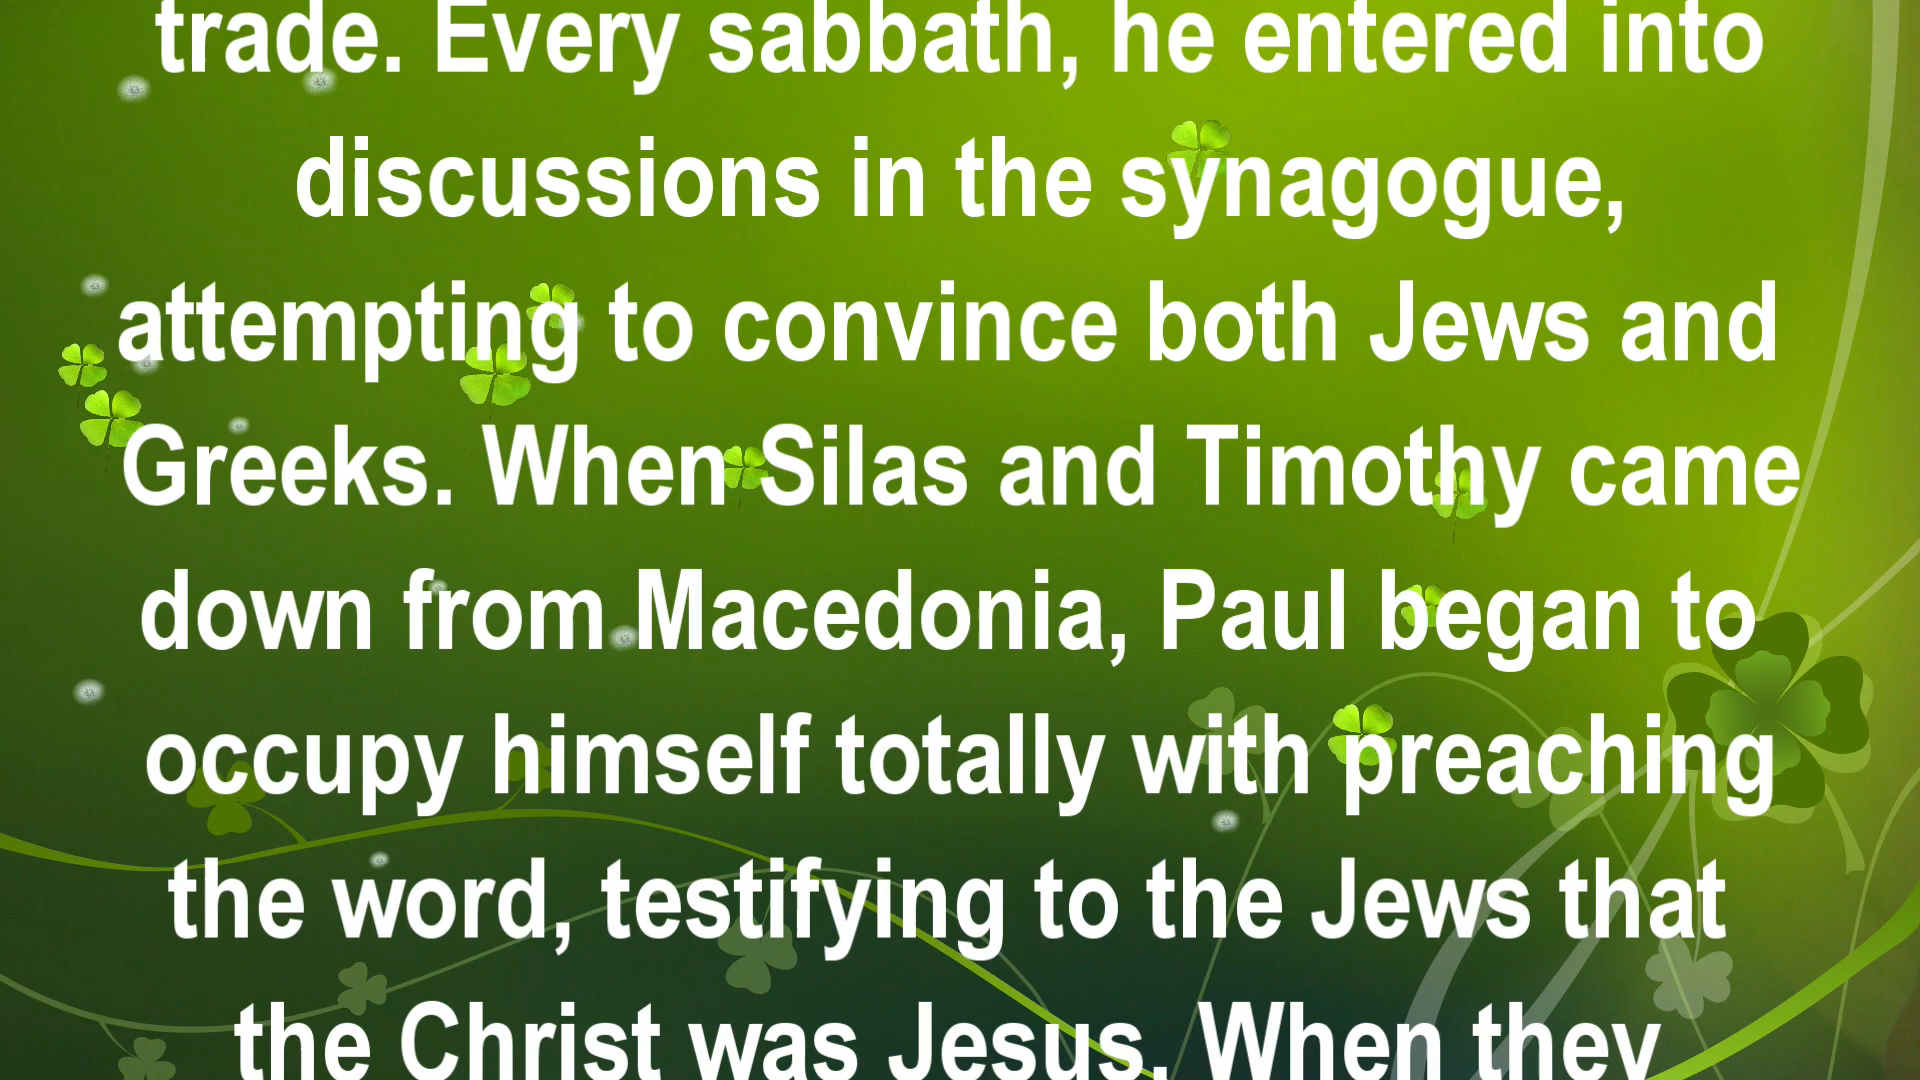 trade. Every sabbath, he entered into
discussions in the synagogue,
attempting to convince both Jews and
Greeks. When Silas and Timothy came
down from Macedonia, Paul began to
occupy himself totally with preaching
the word, testifying to the Jews that
the Christ was Jesus. When they